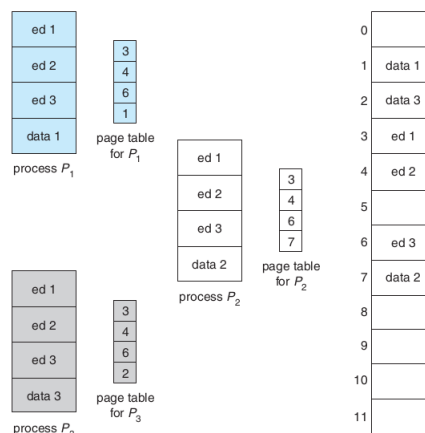 ed 1
ed 2
ed 3
data 1
process P1
3
4
6
1
page table
for P1
ed 1
ed 2
ed 3
data 2
process P2
3
4
6
7
page table
for P2
ed 1
ed 2
ed 3
data 3
process P3
3
4
6
2
page table
for P3
0
1 data 1
2 data 3
3 ed 1
4 ed 2
5
6 ed 3
7 data 2
8
9
10
11